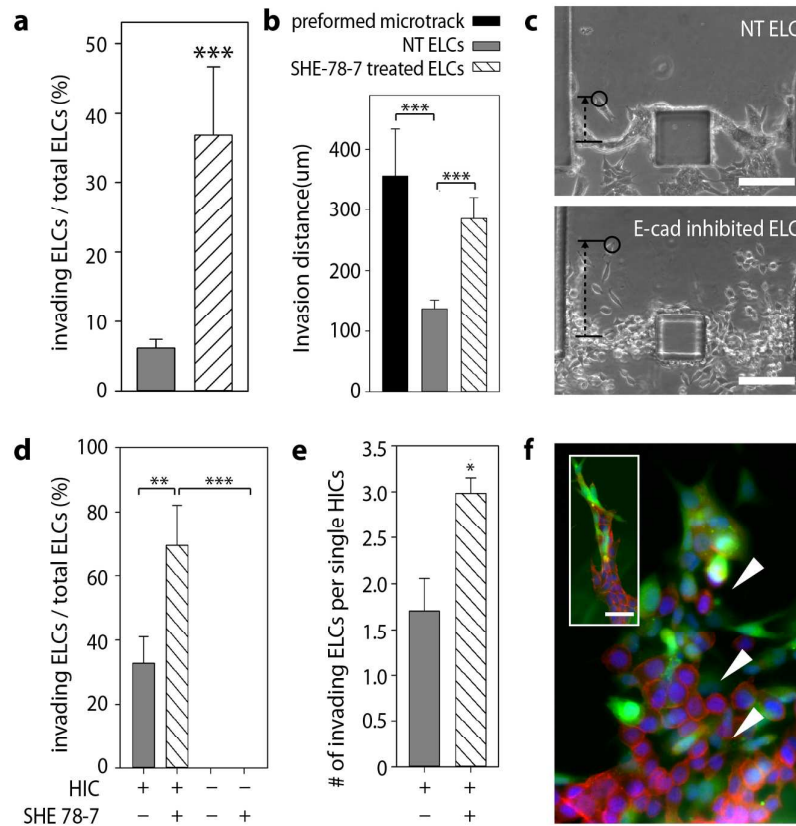 a
invading ELCs / total ELCs (%)
50
40
30
20
10
0
***
b
preformed microtrack
NT ELCs
SHE-78-7 treated ELCs
Invasion distance(um)
400
300
200
100
0
***
***
c
NT ELC
E-cad inhibited ELC
d
invading ELCs / total ELCs (%)
100
80
60
40
20
0
**
***
HIC + + – –
SHE 78-7 – + – +
e
# of invading ELCs per single HICs
3.5
3.0
2.5
2.0
1.5
1.0
0.5
0.0
*
+ +
– +
f